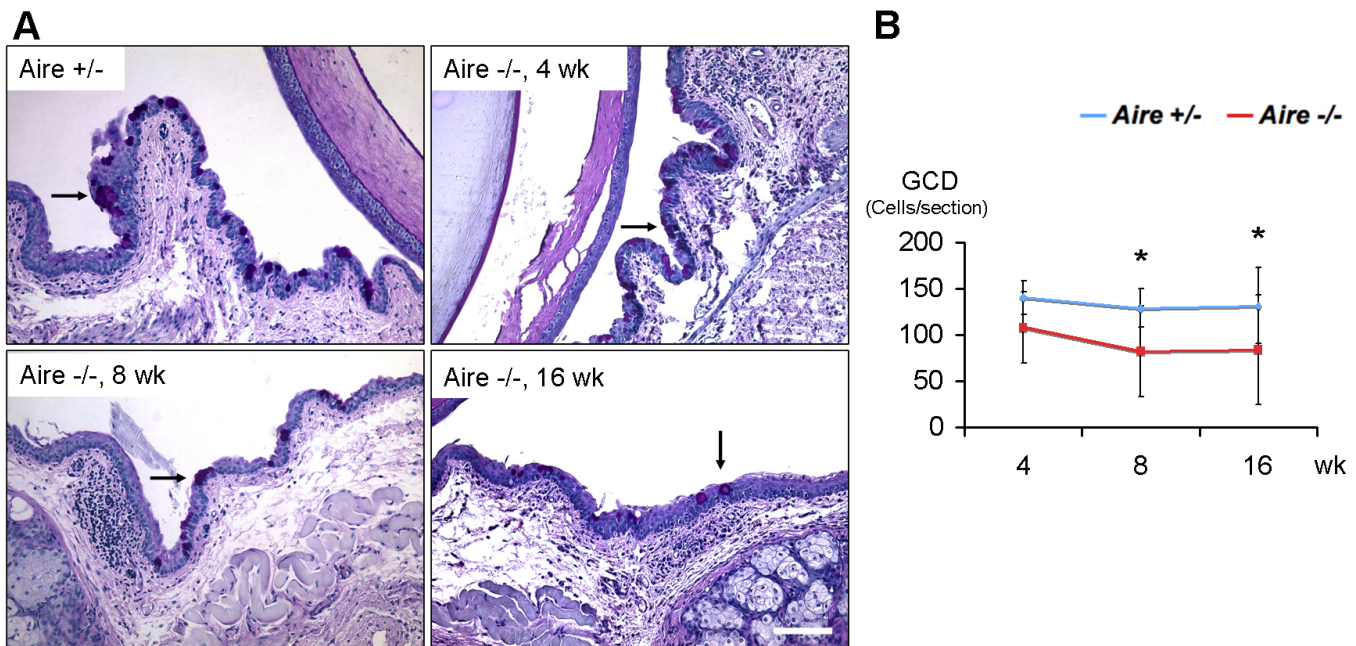 A
Aire +/-
Aire -/-, 4 wk
Aire -/-, 8 wk
Aire -/-, 16 wk
B
Aire +/- Aire -/-
GCD
(Cells/section)
200
150
100
50
0
* *
4 8 16 wk